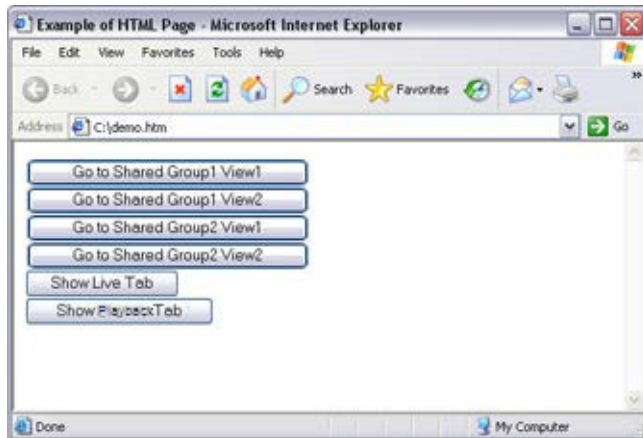 Example of HTML Page - Microsoft Internet Explorer
File Edit View Favorites Tools Help
Back Search Favorites
Address C:\demo.htm Go
Go to Shared Group1 View1
Go to Shared Group1 View2
Go to Shared Group2 View1
Go to Shared Group2 View2
Show Live Tab
Show Playback Tab
Done My Computer